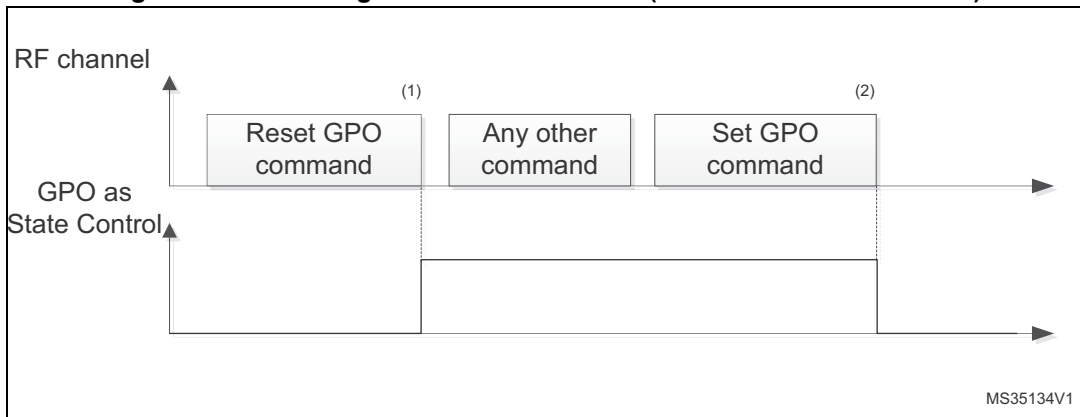 RF channel
(1)
(2)
Reset GPO
command
Any other
command
Set GPO
command
GPO as
State Control
MS35134V1